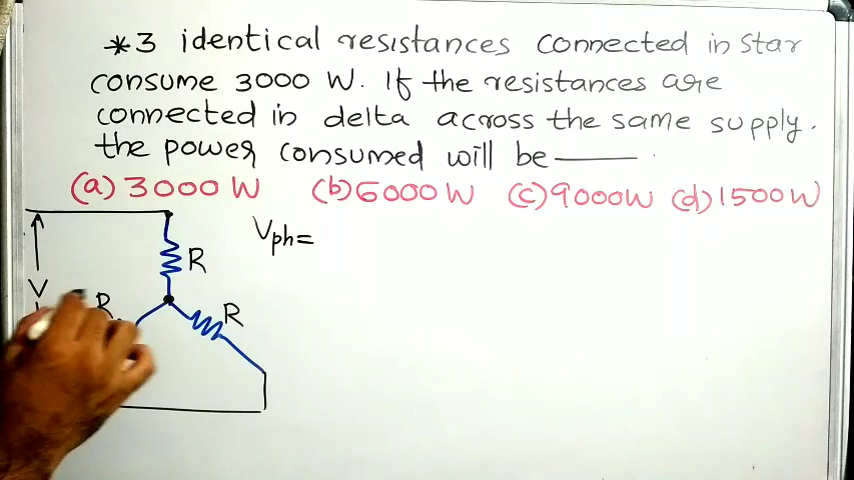 *3 identical resistances connected in star
consume 3000 W. If the resistances are
connected in delta across the same supply.
the power consumed will be ———
(a) 3000 W (b) 6000 W (c) 9000W (d) 1500 W
Vph=
R
V
R
R